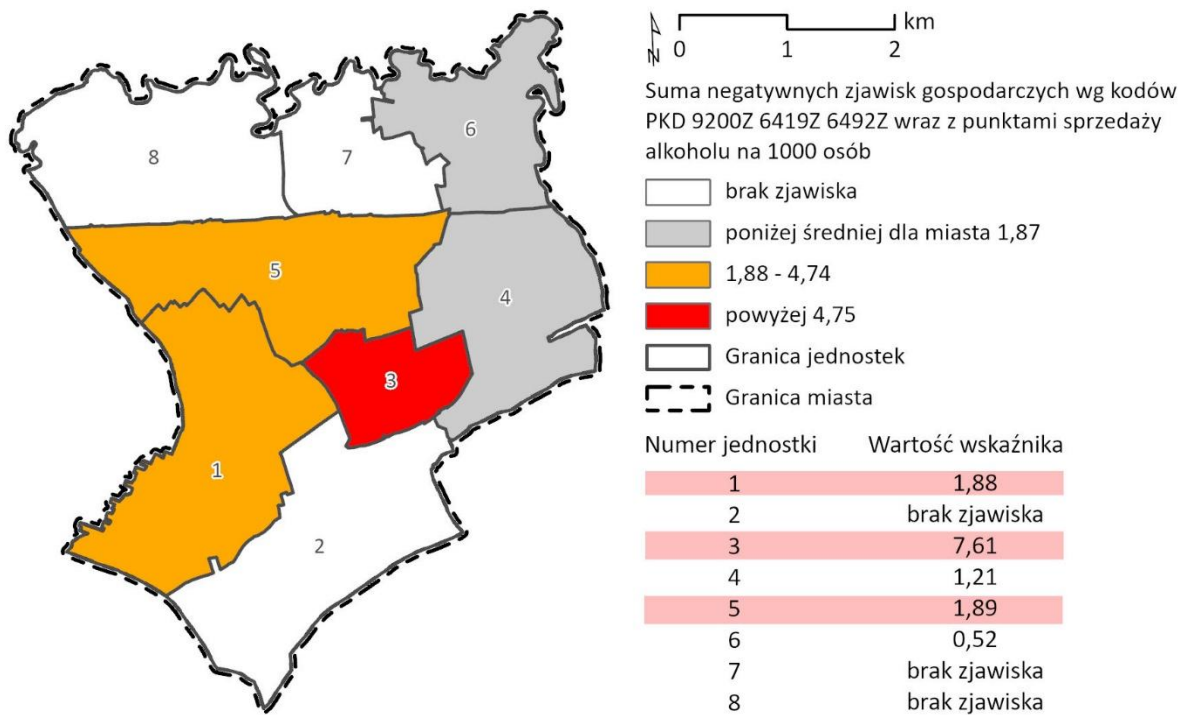 km
0 1 2
N
Suma negatywnych zjawisk gospodarczych wg kodów
PKD 9200Z 6419Z 6492Z wraz z punktami sprzedaży
alkoholu na 1000 osób
brak zjawiska
poniżej średniej dla miasta 1,87
1,88 - 4,74
powyżej 4,75
Granica jednostek
Granica miasta
Numer jednostki Wartość wskaźnika
1 1,88
2 brak zjawiska
3 7,61
4 1,21
5 1,89
6 0,52
7 brak zjawiska
8 brak zjawiska
6
8
7
5
4
3
1
2